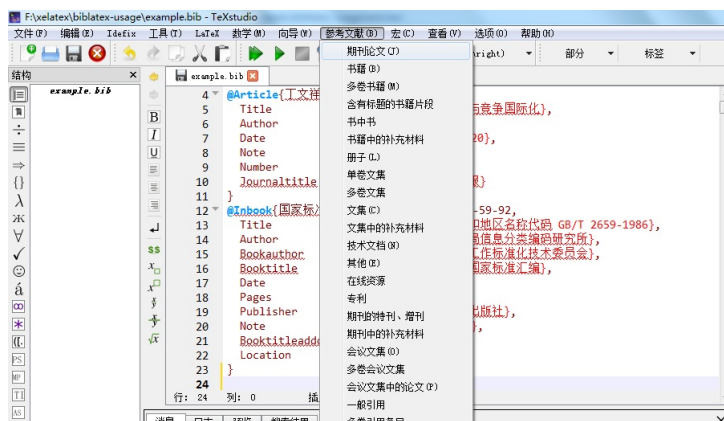 F:\xelatex\biblatex-usage\example.bib - TeXstudio
文件(F) 编辑(E) Idefix 工具(T) LaTeX 数学(M) 向导(W) 参考文献(B) 宏(C) 查看(V) 选项(O) 帮助(H)
期刊论文(J)
right) 部分 标签
结构
example.bib
example.bib
书籍(B)
多卷书籍(M)
含有标题的书籍片段
书中书
书籍中的补充材料
册子(L)
单卷文集
多卷文集
文集(C)
文集中的补充材料
技术文档(N)
其他(E)
在线资源
专利
期刊的特刊、增刊
期刊中的补充材料
会议文集(O)
多卷会议文集
会议文集中的论文(P)
一般引用
4 @Article{
5 Title 与竞争国际化},
6 Author
7 Date 20},
8 Note
9 Number
10 Journaltitle
11 }
12 @Inbook{国家标 -59-92,
13 Title 和地区名称代码 GB/T 2659-1986},
14 Author 信息分类编码研究所},
15 Bookauthor 工作标准化技术委员会},
16 Booktitle 国家标准汇编},
17 Date
18 Pages
19 Publisher 出版社},
20 Note },
21 Booktitleadd
22 Location
23 }
24
行: 24 列: 0 插